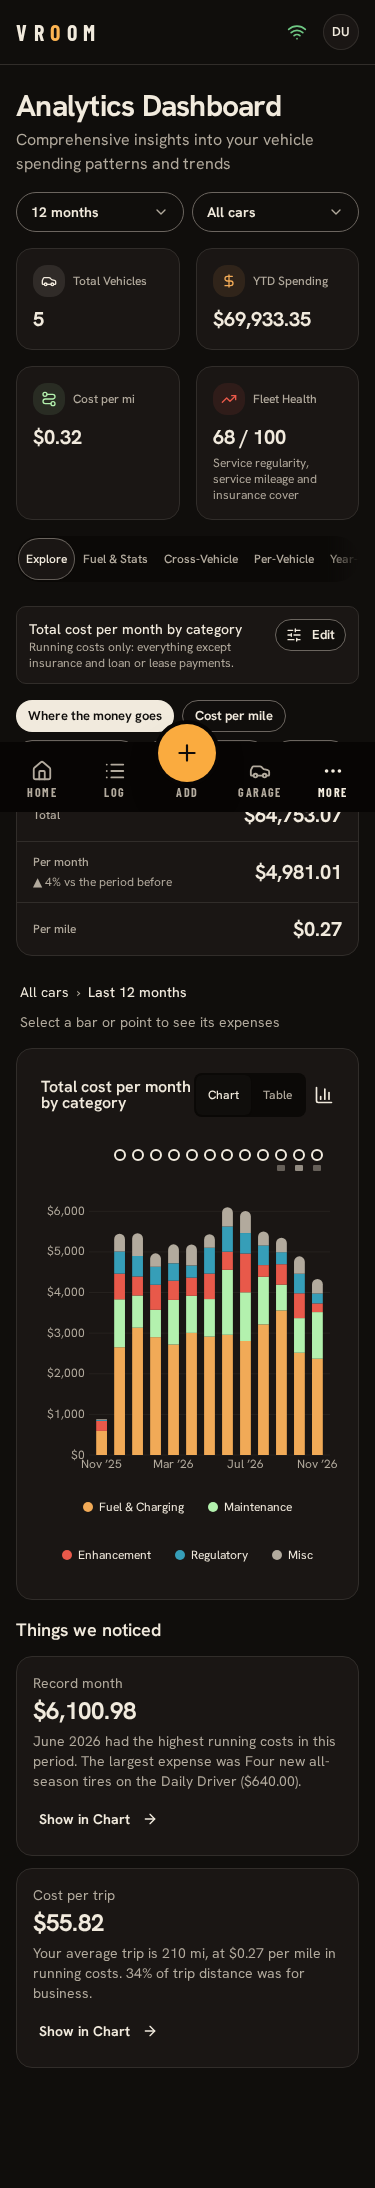 VROOM
DU
Analytics Dashboard
Comprehensive insights into your vehicle
spending patterns and trends
12 months
All cars
Total Vehicles
5
YTD Spending
$69,933.35
Cost per mi
$0.32
Fleet Health
68 / 100
Service regularity,
service mileage and
insurance cover
Explore
Fuel & Stats
Cross-Vehicle
Per-Vehicle
Year-
Total cost per month by category
Running costs only: everything except
insurance and loan or lease payments.
Edit
Where the money goes
Cost per mile
HOME
LOG
ADD
GARAGE
MORE
Total
$64,753.07
Per month
▲ 4% vs the period before
$4,981.01
Per mile
$0.27
All cars › Last 12 months
Select a bar or point to see its expenses
Total cost per month
by category
Chart
Table
$6,000
$5,000
$4,000
$3,000
$2,000
$1,000
$0
Nov '25
Mar '26
Jul '26
Nov '26
Fuel & Charging
Maintenance
Enhancement
Regulatory
Misc
Things we noticed
Record month
$6,100.98
June 2026 had the highest running costs in this
period. The largest expense was Four new all-
season tires on the Daily Driver ($640.00).
Show in Chart →
Cost per trip
$55.82
Your average trip is 210 mi, at $0.27 per mile in
running costs. 34% of trip distance was for
business.
Show in Chart →